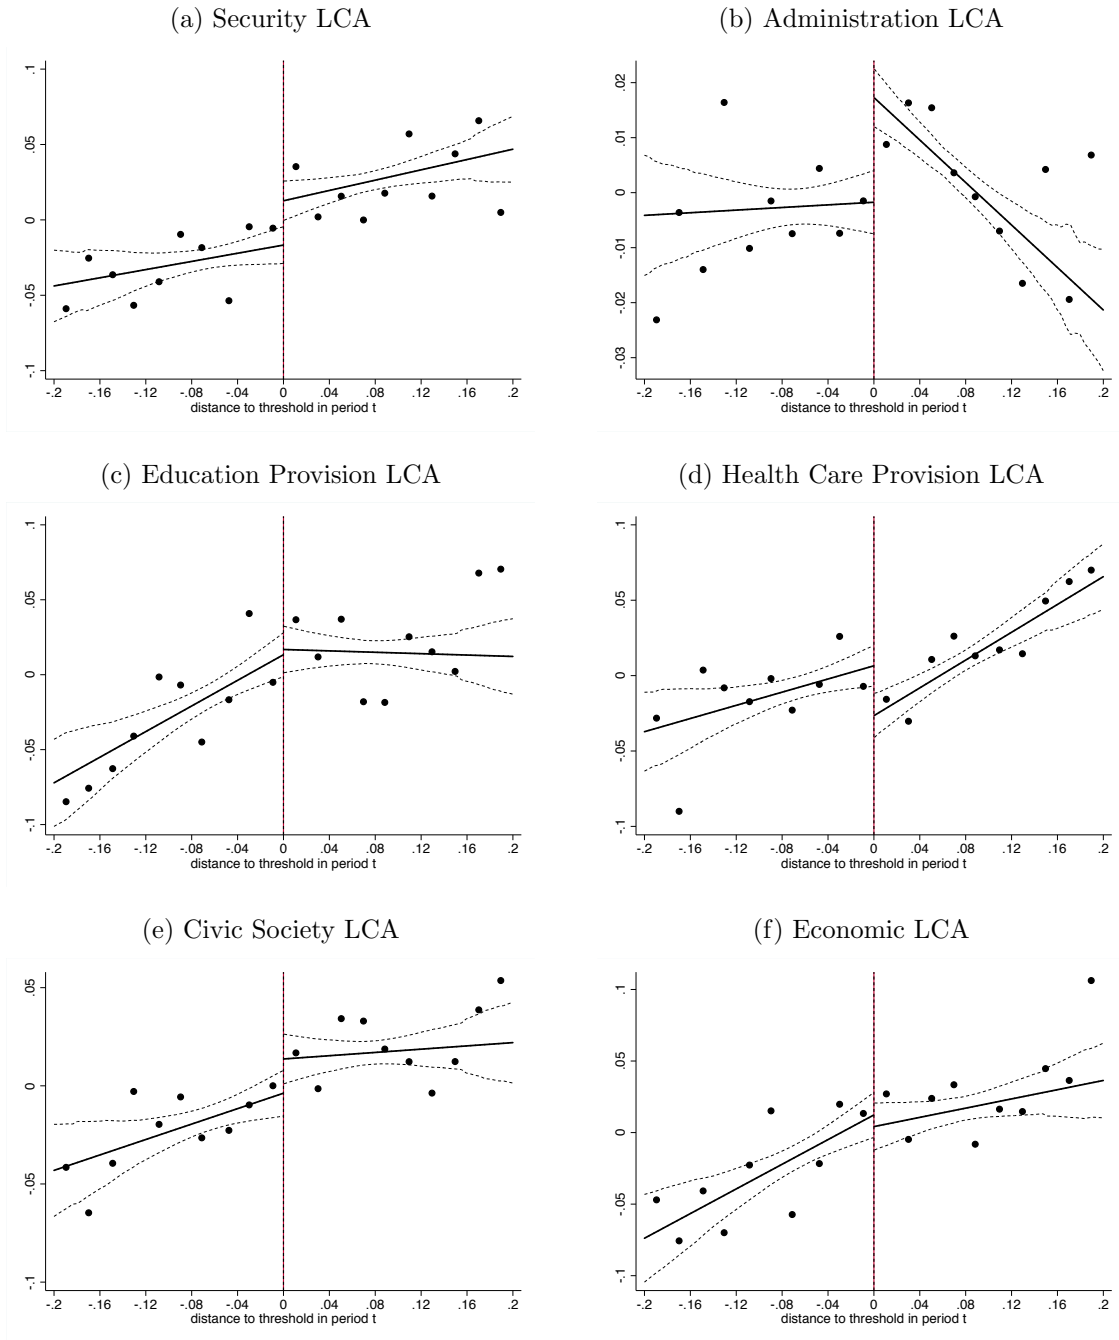 (a) Security LCA
(b) Administration LCA
.1
.05
0
-.05
-.1
-.2 -.16 -.12 -.08 -.04 0 .04 .08 .12 .16 .2
distance to threshold in period t
.02
.01
0
-.01
-.02
-.03
-.2 -.16 -.12 -.08 -.04 0 .04 .08 .12 .16 .2
distance to threshold in period t
(c) Education Provision LCA
(d) Health Care Provision LCA
.1
.05
0
-.05
-.1
-.2 -.16 -.12 -.08 -.04 0 .04 .08 .12 .16 .2
distance to threshold in period t
.1
.05
0
-.05
-.1
-.2 -.16 -.12 -.08 -.04 0 .04 .08 .12 .16 .2
distance to threshold in period t
(e) Civic Society LCA
(f) Economic LCA
.05
0
-.05
-.1
-.2 -.16 -.12 -.08 -.04 0 .04 .08 .12 .16 .2
distance to threshold in period t
.1
.05
0
-.05
-.1
-.2 -.16 -.12 -.08 -.04 0 .04 .08 .12 .16 .2
distance to threshold in period t